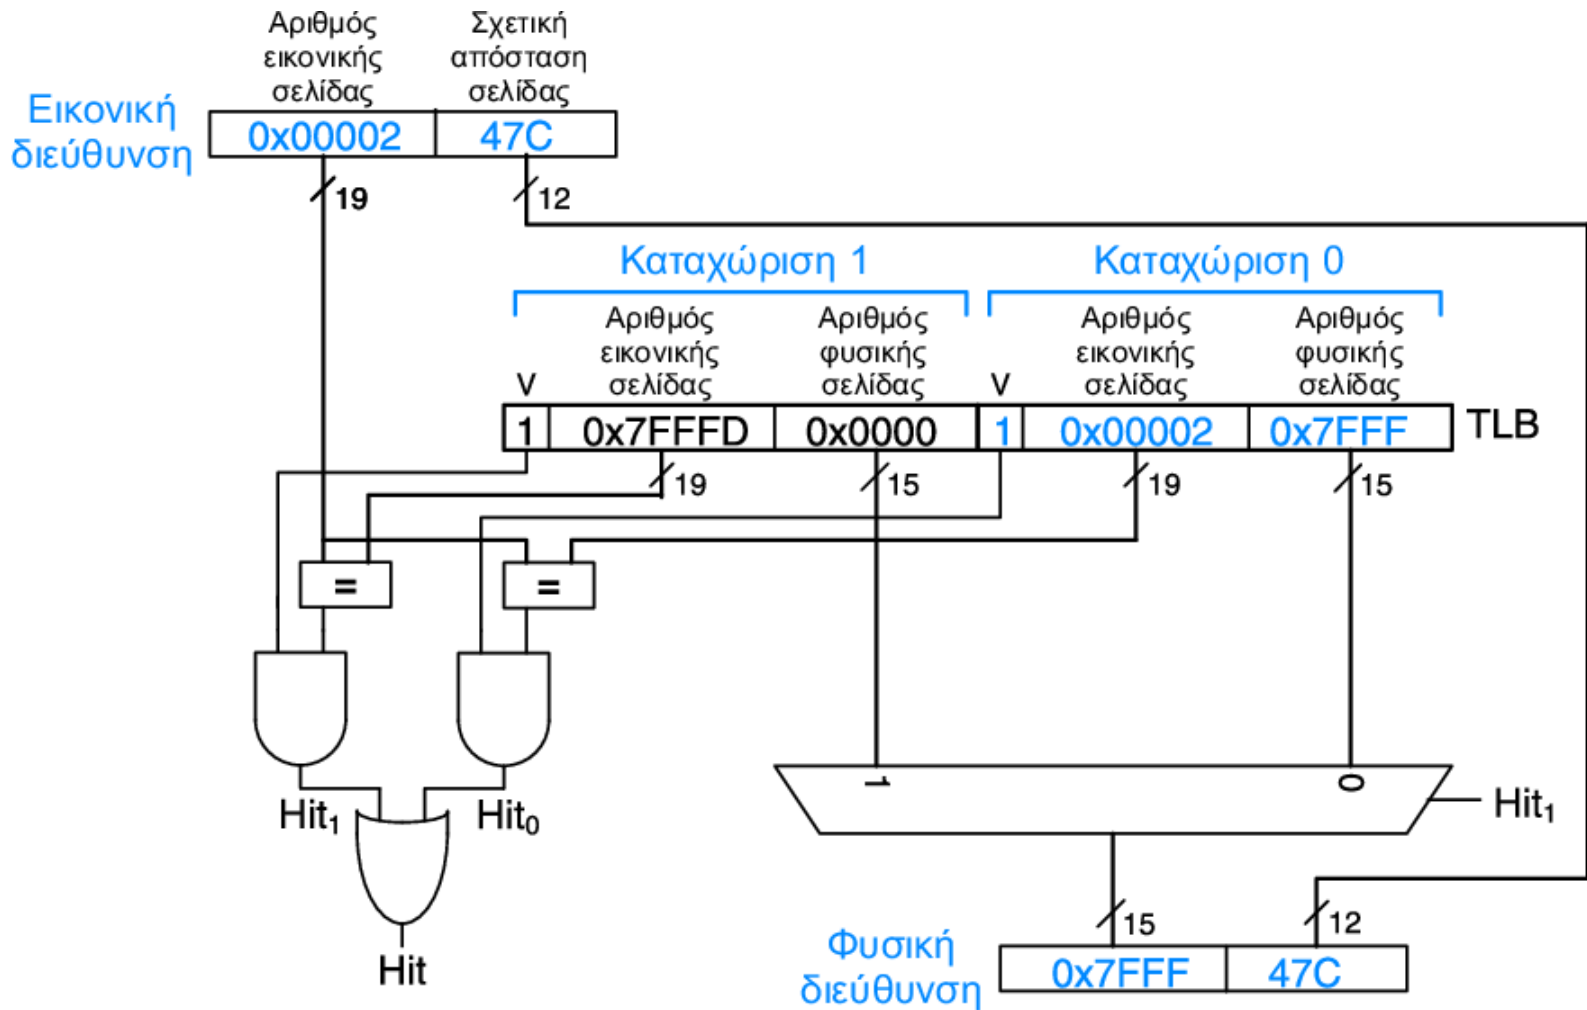 Αριθμός
εικονικής
σελίδας
Σχετική
απόσταση
σελίδας
Εικονική
διεύθυνση
0x00002
47C
19
12
Καταχώριση 1
Καταχώριση 0
V
Αριθμός
εικονικής
σελίδας
Αριθμός
φυσικής
σελίδας
V
Αριθμός
εικονικής
σελίδας
Αριθμός
φυσικής
σελίδας
1
0x7FFFD
0x0000
1
0x00002
0x7FFF
TLB
19
15
19
15
=
=
1
0
Hit₁
Hit₁
Hit₀
Hit
15
12
Φυσική
διεύθυνση
0x7FFF
47C